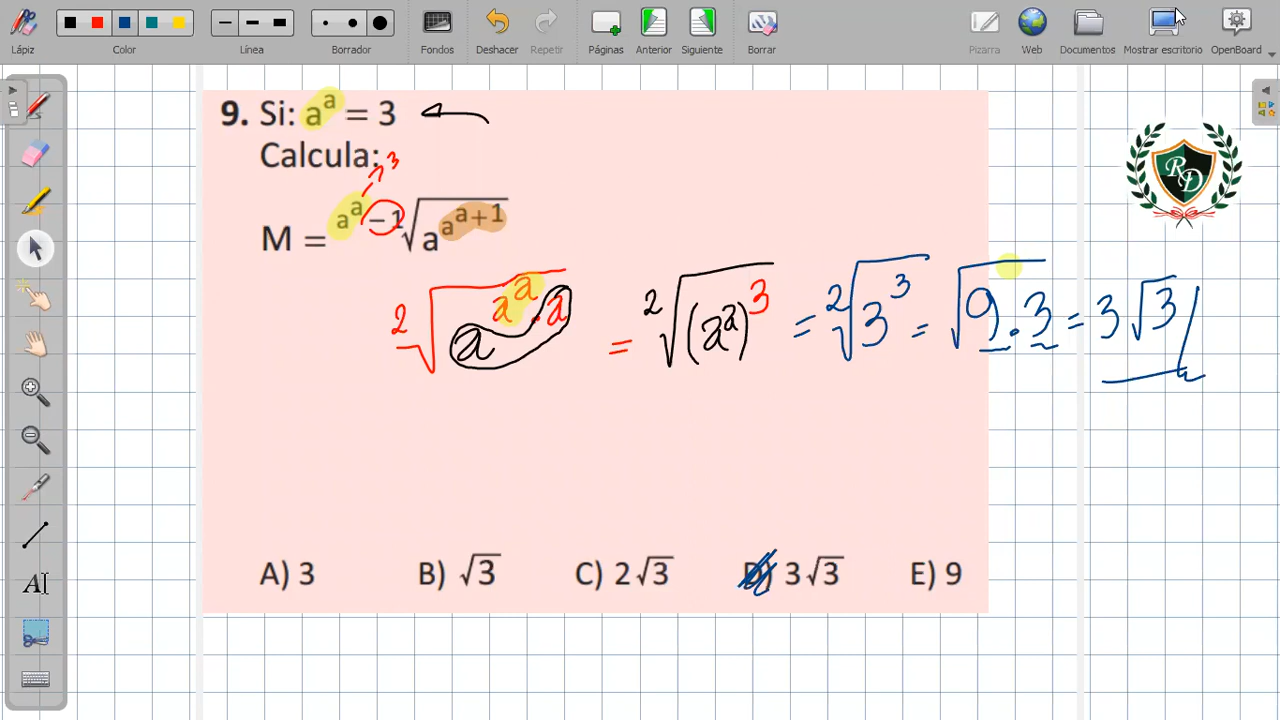 Lápiz Color Línea Borrador Fondos Deshacer Repetir Páginas Anterior Siguiente Borrar Pizarra Web Documentos Mostrar escritorio OpenBoard
9. Si: a^a = 3
Calcula:
3
M = ^{a^a - 1}√(a^{a^{a+1}})
²√(a^{a^a · a}) = ²√((a^a)^3) = ²√(3^3) = √(9 · 3) = 3√3
A) 3 B) √3 C) 2√3 D) 3√3 E) 9
RD
A